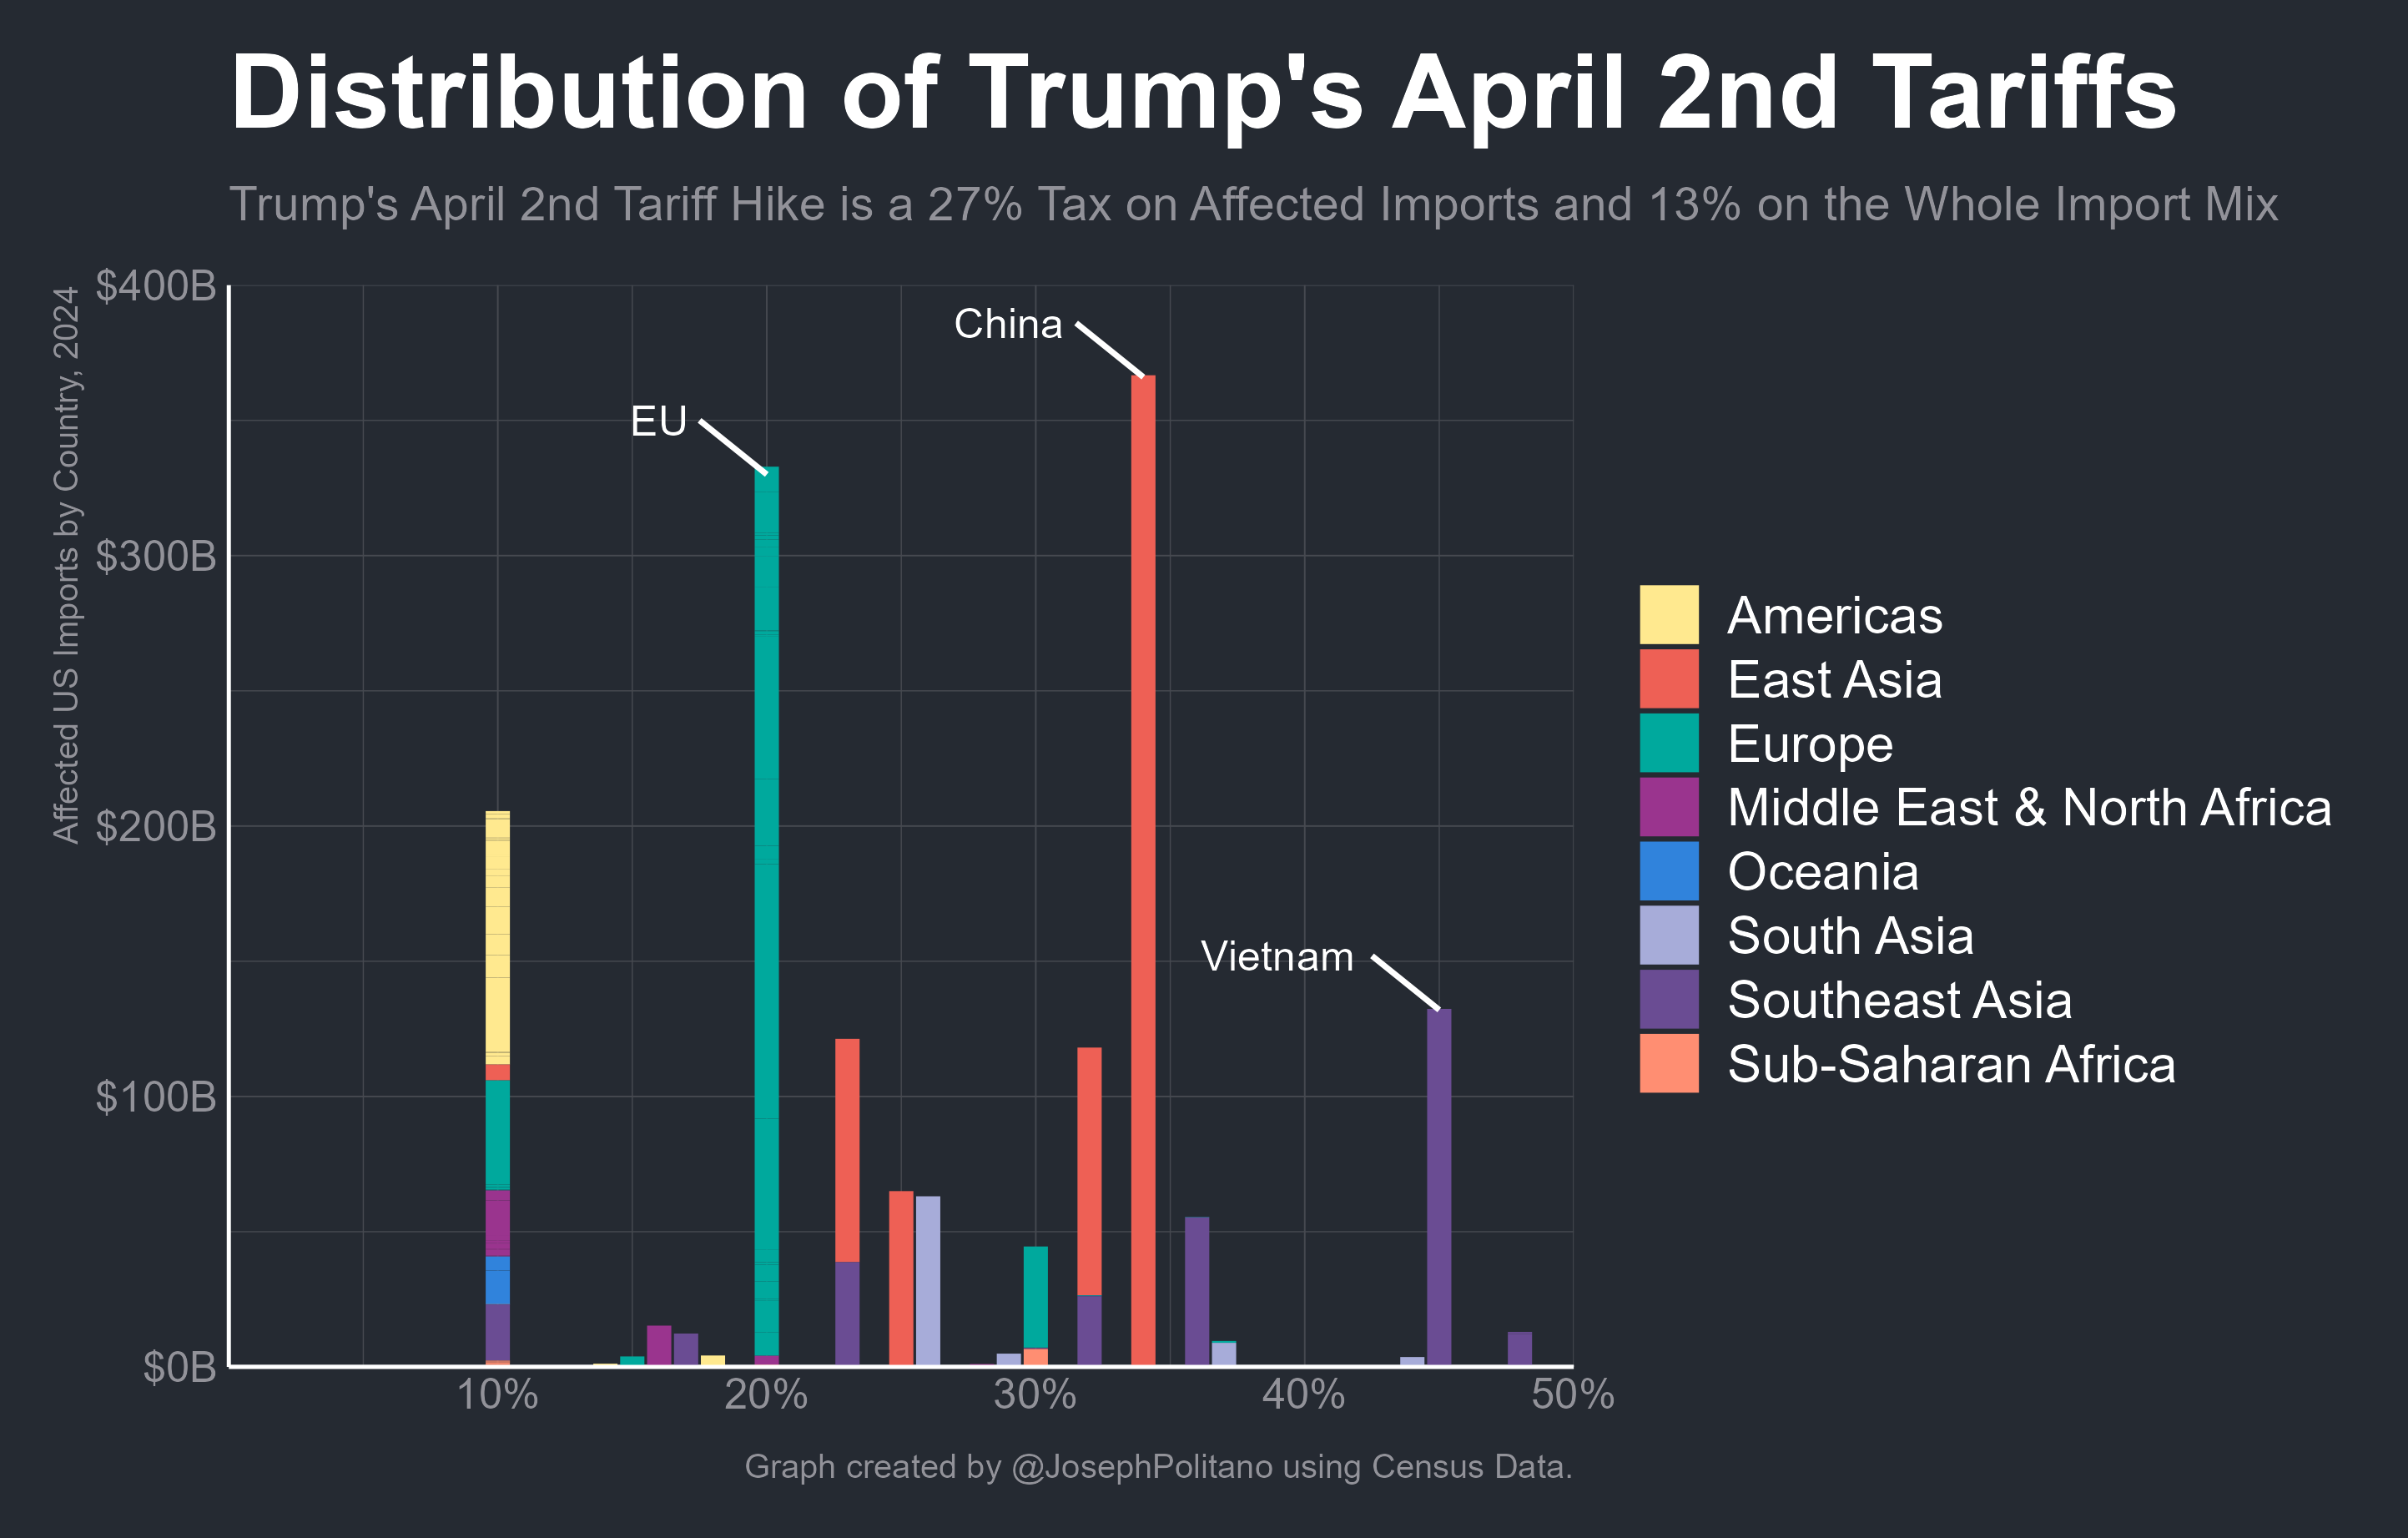 Distribution of Trump's April 2nd Tariffs
Trump's April 2nd Tariff Hike is a 27% Tax on Affected Imports and 13% on the Whole Import Mix
Affected US Imports by Country, 2024
$400B
$300B
$200B
$100B
$0B
China
EU
Vietnam
10%
20%
30%
40%
50%
Americas
East Asia
Europe
Middle East & North Africa
Oceania
South Asia
Southeast Asia
Sub-Saharan Africa
Graph created by @JosephPolitano using Census Data.